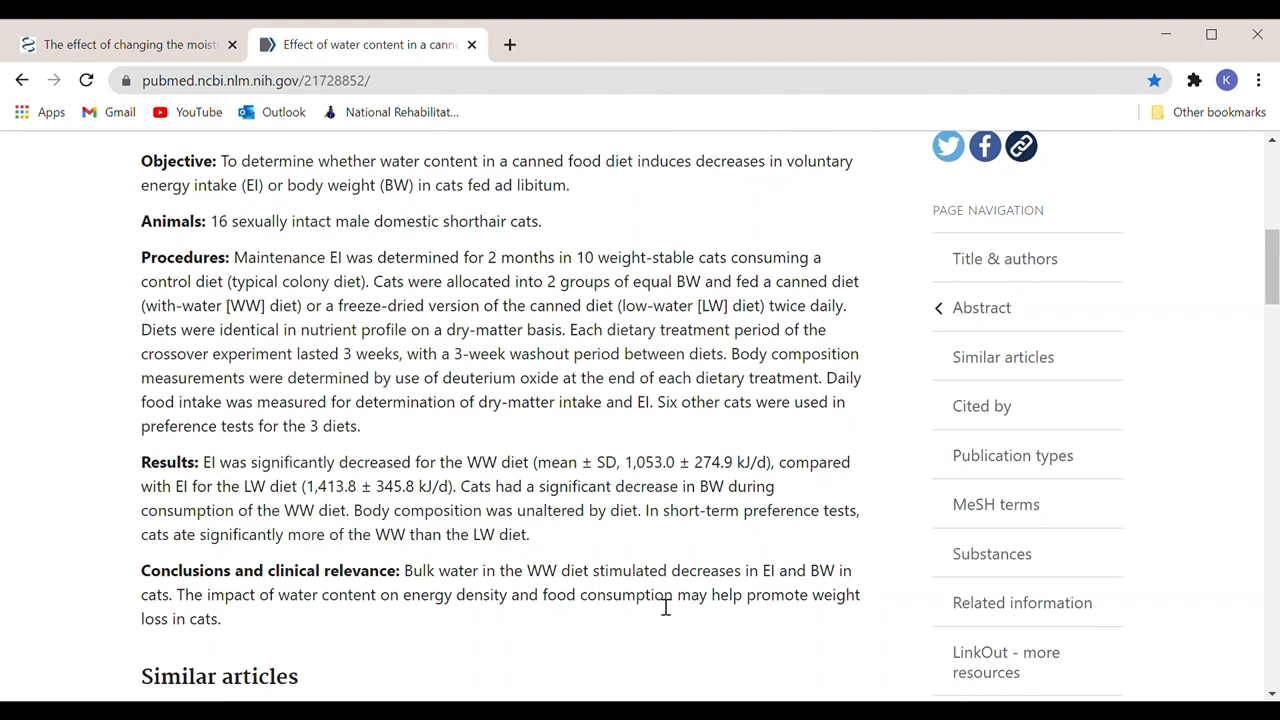 The effect of changing the moist
Effect of water content in a cann
pubmed.ncbi.nlm.nih.gov/21728852/
K
Apps
Gmail
YouTube
Outlook
National Rehabilitat...
Other bookmarks
Objective: To determine whether water content in a canned food diet induces decreases in voluntary
energy intake (EI) or body weight (BW) in cats fed ad libitum.
Animals: 16 sexually intact male domestic shorthair cats.
Procedures: Maintenance EI was determined for 2 months in 10 weight-stable cats consuming a
control diet (typical colony diet). Cats were allocated into 2 groups of equal BW and fed a canned diet
(with-water [WW] diet) or a freeze-dried version of the canned diet (low-water [LW] diet) twice daily.
Diets were identical in nutrient profile on a dry-matter basis. Each dietary treatment period of the
crossover experiment lasted 3 weeks, with a 3-week washout period between diets. Body composition
measurements were determined by use of deuterium oxide at the end of each dietary treatment. Daily
food intake was measured for determination of dry-matter intake and EI. Six other cats were used in
preference tests for the 3 diets.
Results: EI was significantly decreased for the WW diet (mean ± SD, 1,053.0 ± 274.9 kJ/d), compared
with EI for the LW diet (1,413.8 ± 345.8 kJ/d). Cats had a significant decrease in BW during
consumption of the WW diet. Body composition was unaltered by diet. In short-term preference tests,
cats ate significantly more of the WW than the LW diet.
Conclusions and clinical relevance: Bulk water in the WW diet stimulated decreases in EI and BW in
cats. The impact of water content on energy density and food consumption may help promote weight
loss in cats.
Similar articles
PAGE NAVIGATION
Title & authors
Abstract
Similar articles
Cited by
Publication types
MeSH terms
Substances
Related information
LinkOut - more
resources